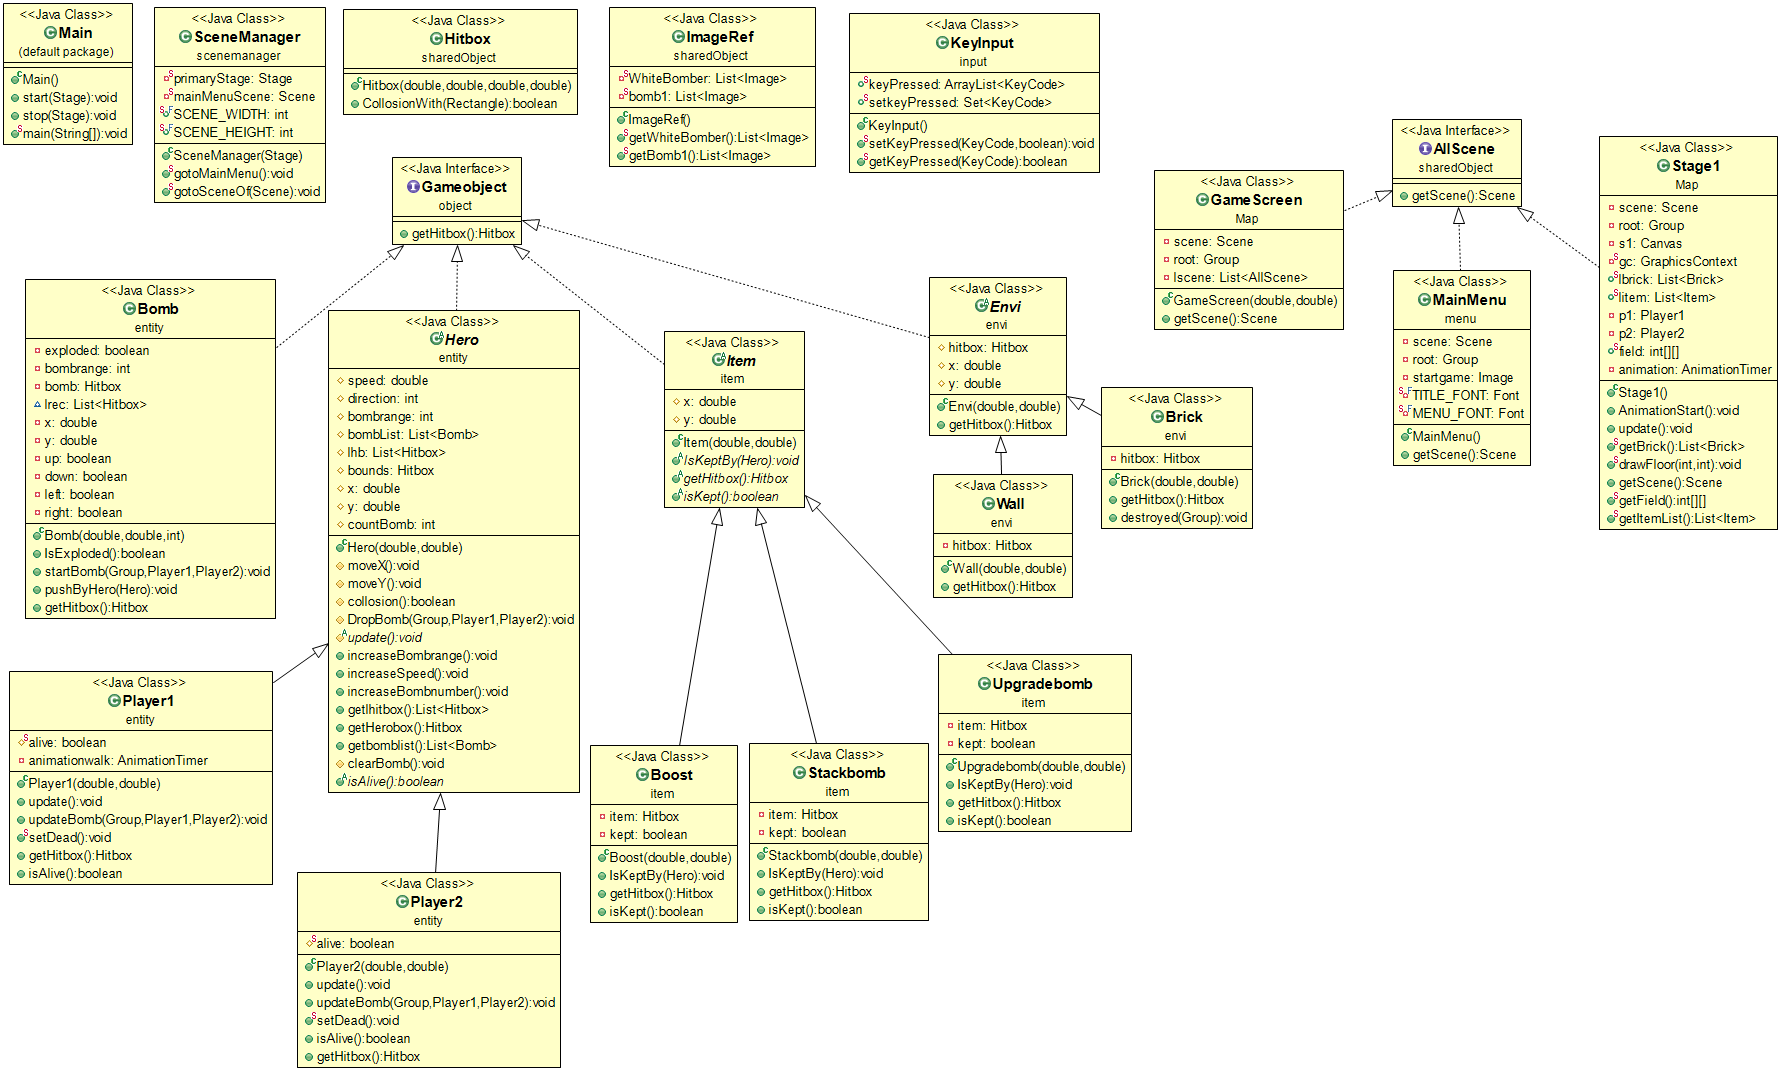 <<Java Class>>
Main
(default package)
Main()
start(Stage):void
stop(Stage):void
main(String[]):void
<<Java Class>>
SceneManager
scenemanager
primaryStage: Stage
mainMenuScene: Scene
SCENE_WIDTH: int
SCENE_HEIGHT: int
SceneManager(Stage)
gotoMainMenu():void
gotoSceneOf(Scene):void
<<Java Class>>
Hitbox
sharedObject
Hitbox(double,double,double,double)
CollosionWith(Rectangle):boolean
<<Java Class>>
ImageRef
sharedObject
WhiteBomber: List<Image>
bomb1: List<Image>
ImageRef()
getWhiteBomber():List<Image>
getBomb1():List<Image>
<<Java Class>>
KeyInput
input
keyPressed: ArrayList<KeyCode>
setkeyPressed: Set<KeyCode>
KeyInput()
setKeyPressed(KeyCode,boolean):void
getKeyPressed(KeyCode):boolean
<<Java Interface>>
Gameobject
object
getHitbox():Hitbox
<<Java Interface>>
AllScene
sharedObject
getScene():Scene
<<Java Class>>
GameScreen
Map
scene: Scene
root: Group
lscene: List<AllScene>
GameScreen(double,double)
getScene():Scene
<<Java Class>>
Stage1
Map
scene: Scene
root: Group
s1: Canvas
gc: GraphicsContext
lbrick: List<Brick>
litem: List<Item>
p1: Player1
p2: Player2
field: int[][]
animation: AnimationTimer
Stage1()
AnimationStart():void
update():void
getBrick():List<Brick>
drawFloor(int,int):void
getScene():Scene
getField():int[][]
getItemList():List<Item>
<<Java Class>>
MainMenu
menu
scene: Scene
root: Group
startgame: Image
TITLE_FONT: Font
MENU_FONT: Font
MainMenu()
getScene():Scene
<<Java Class>>
Bomb
entity
exploded: boolean
bombrange: int
bomb: Hitbox
lrec: List<Hitbox>
x: double
y: double
up: boolean
down: boolean
left: boolean
right: boolean
Bomb(double,double,int)
IsExploded():boolean
startBomb(Group,Player1,Player2):void
pushByHero(Hero):void
getHitbox():Hitbox
<<Java Class>>
Hero
entity
speed: double
direction: int
bombrange: int
bombList: List<Bomb>
lhb: List<Hitbox>
bounds: Hitbox
x: double
y: double
countBomb: int
Hero(double,double)
moveX():void
moveY():void
collosion():boolean
DropBomb(Group,Player1,Player2):void
update():void
increaseBombrange():void
increaseSpeed():void
increaseBombnumber():void
getlhitbox():List<Hitbox>
getHerobox():Hitbox
getbomblist():List<Bomb>
clearBomb():void
isAlive():boolean
<<Java Class>>
Item
item
x: double
y: double
Item(double,double)
IsKeptBy(Hero):void
getHitbox():Hitbox
isKept():boolean
<<Java Class>>
Envi
envi
hitbox: Hitbox
x: double
y: double
Envi(double,double)
getHitbox():Hitbox
<<Java Class>>
Brick
envi
hitbox: Hitbox
Brick(double,double)
getHitbox():Hitbox
destroyed(Group):void
<<Java Class>>
Wall
envi
hitbox: Hitbox
Wall(double,double)
getHitbox():Hitbox
<<Java Class>>
Player1
entity
alive: boolean
animationwalk: AnimationTimer
Player1(double,double)
update():void
updateBomb(Group,Player1,Player2):void
setDead():void
getHitbox():Hitbox
isAlive():boolean
<<Java Class>>
Player2
entity
alive: boolean
Player2(double,double)
update():void
updateBomb(Group,Player1,Player2):void
setDead():void
isAlive():boolean
getHitbox():Hitbox
<<Java Class>>
Boost
item
item: Hitbox
kept: boolean
Boost(double,double)
IsKeptBy(Hero):void
getHitbox():Hitbox
isKept():boolean
<<Java Class>>
Stackbomb
item
item: Hitbox
kept: boolean
Stackbomb(double,double)
IsKeptBy(Hero):void
getHitbox():Hitbox
isKept():boolean
<<Java Class>>
Upgradebomb
item
item: Hitbox
kept: boolean
Upgradebomb(double,double)
IsKeptBy(Hero):void
getHitbox():Hitbox
isKept():boolean